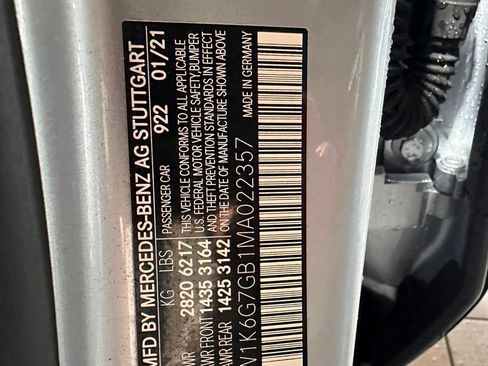 MFD BY MERCEDES-BENZ AG STUTTGART
922 01/21
KG LBS
PASSENGER CAR
2820 6217
THIS VEHICLE CONFORMS TO ALL APPLICABLE
U.S. FEDERAL MOTOR VEHICLE SAFETY, BUMPER
AND THEFT PREVENTION STANDARDS IN EFFECT
ON THE DATE OF MANUFACTURE SHOWN ABOVE
FRONT 1435 3164
REAR 1425 3142
MADE IN GERMANY
W1K6G7GB1MA022357